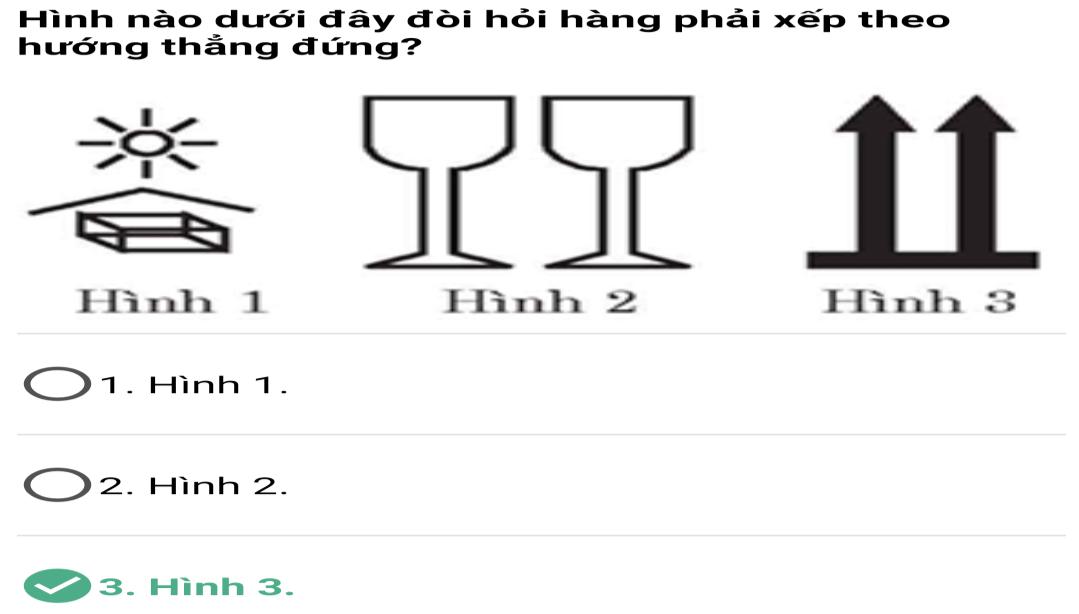 Hình nào dưới đây đòi hỏi hàng phải xếp theo
hướng thẳng đứng?
Hình 1 Hình 2 Hình 3
1. Hình 1.
2. Hình 2.
3. Hình 3.